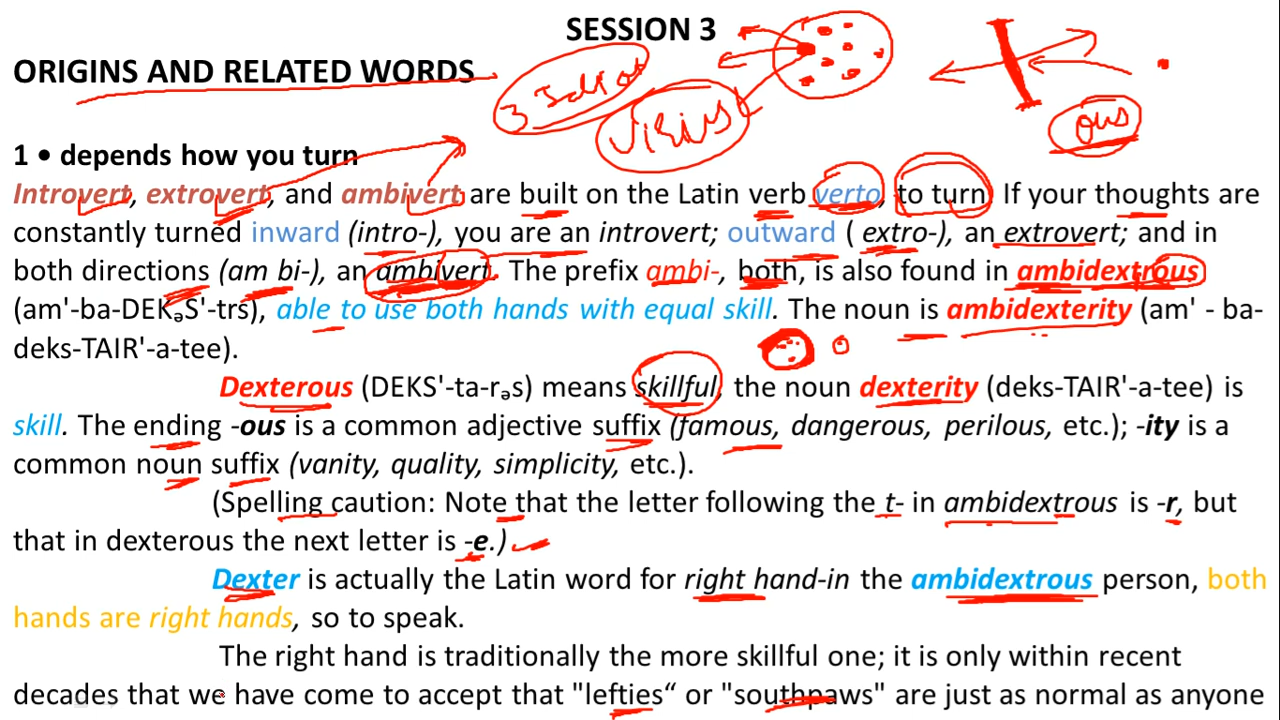 SESSION 3
ORIGINS AND RELATED WORDS
3
ous
1 • depends how you turn
Introvert, extrovert, and ambivert are built on the Latin verb verto, to turn. If your thoughts are
constantly turned inward (intro-), you are an introvert; outward ( extro-), an extrovert; and in
both directions (am bi-), an ambivert. The prefix ambi-, both, is also found in ambidextrous
(am'-ba-DEKₔS'-trs), able to use both hands with equal skill. The noun is ambidexterity (am' - ba-
deks-TAIR'-a-tee).
Dexterous (DEKS'-ta-rₔs) means skillful, the noun dexterity (deks-TAIR'-a-tee) is
skill. The ending -ous is a common adjective suffix (famous, dangerous, perilous, etc.); -ity is a
common noun suffix (vanity, quality, simplicity, etc.).
(Spelling caution: Note that the letter following the t- in ambidextrous is -r, but
that in dexterous the next letter is -e.)
Dexter is actually the Latin word for right hand-in the ambidextrous person, both
hands are right hands, so to speak.
The right hand is traditionally the more skillful one; it is only within recent
decades that we have come to accept that "lefties“ or "southpaws" are just as normal as anyone